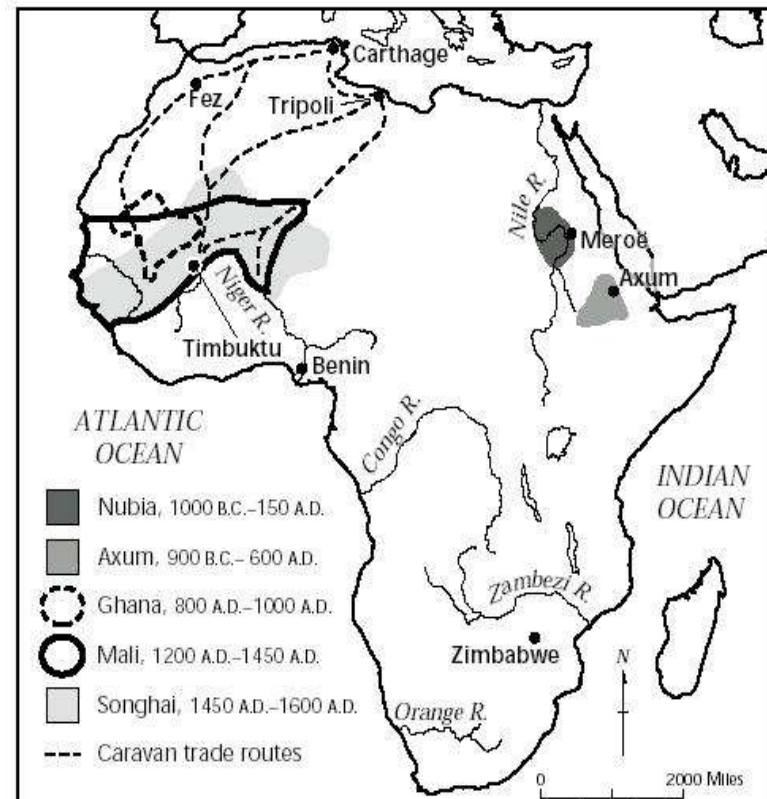 Carthage
Fez
Tripoli
Nile R.
Meroë
Axum
Niger R.
Timbuktu
Benin
ATLANTIC
OCEAN
Congo R.
INDIAN
OCEAN
Nubia, 1000 B.C.–150 A.D.
Axum, 900 B.C.– 600 A.D.
Ghana, 800 A.D.–1000 A.D.
Mali, 1200 A.D.–1450 A.D.
Songhai, 1450 A.D.–1600 A.D.
Caravan trade routes
Zambezi R.
Zimbabwe
N
Orange R.
0 2000 Miles